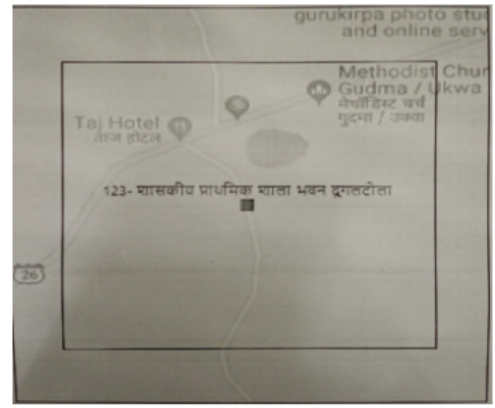 gurukirpa photo stu
and online serv
Methodist Chur
Gudma / Ukwa
मेथोडिस्ट चर्च
गुदमा / उकवा
Taj Hotel
ताज होटल
123- शासकीय प्राथमिक शाला भवन दूगलटोला
26